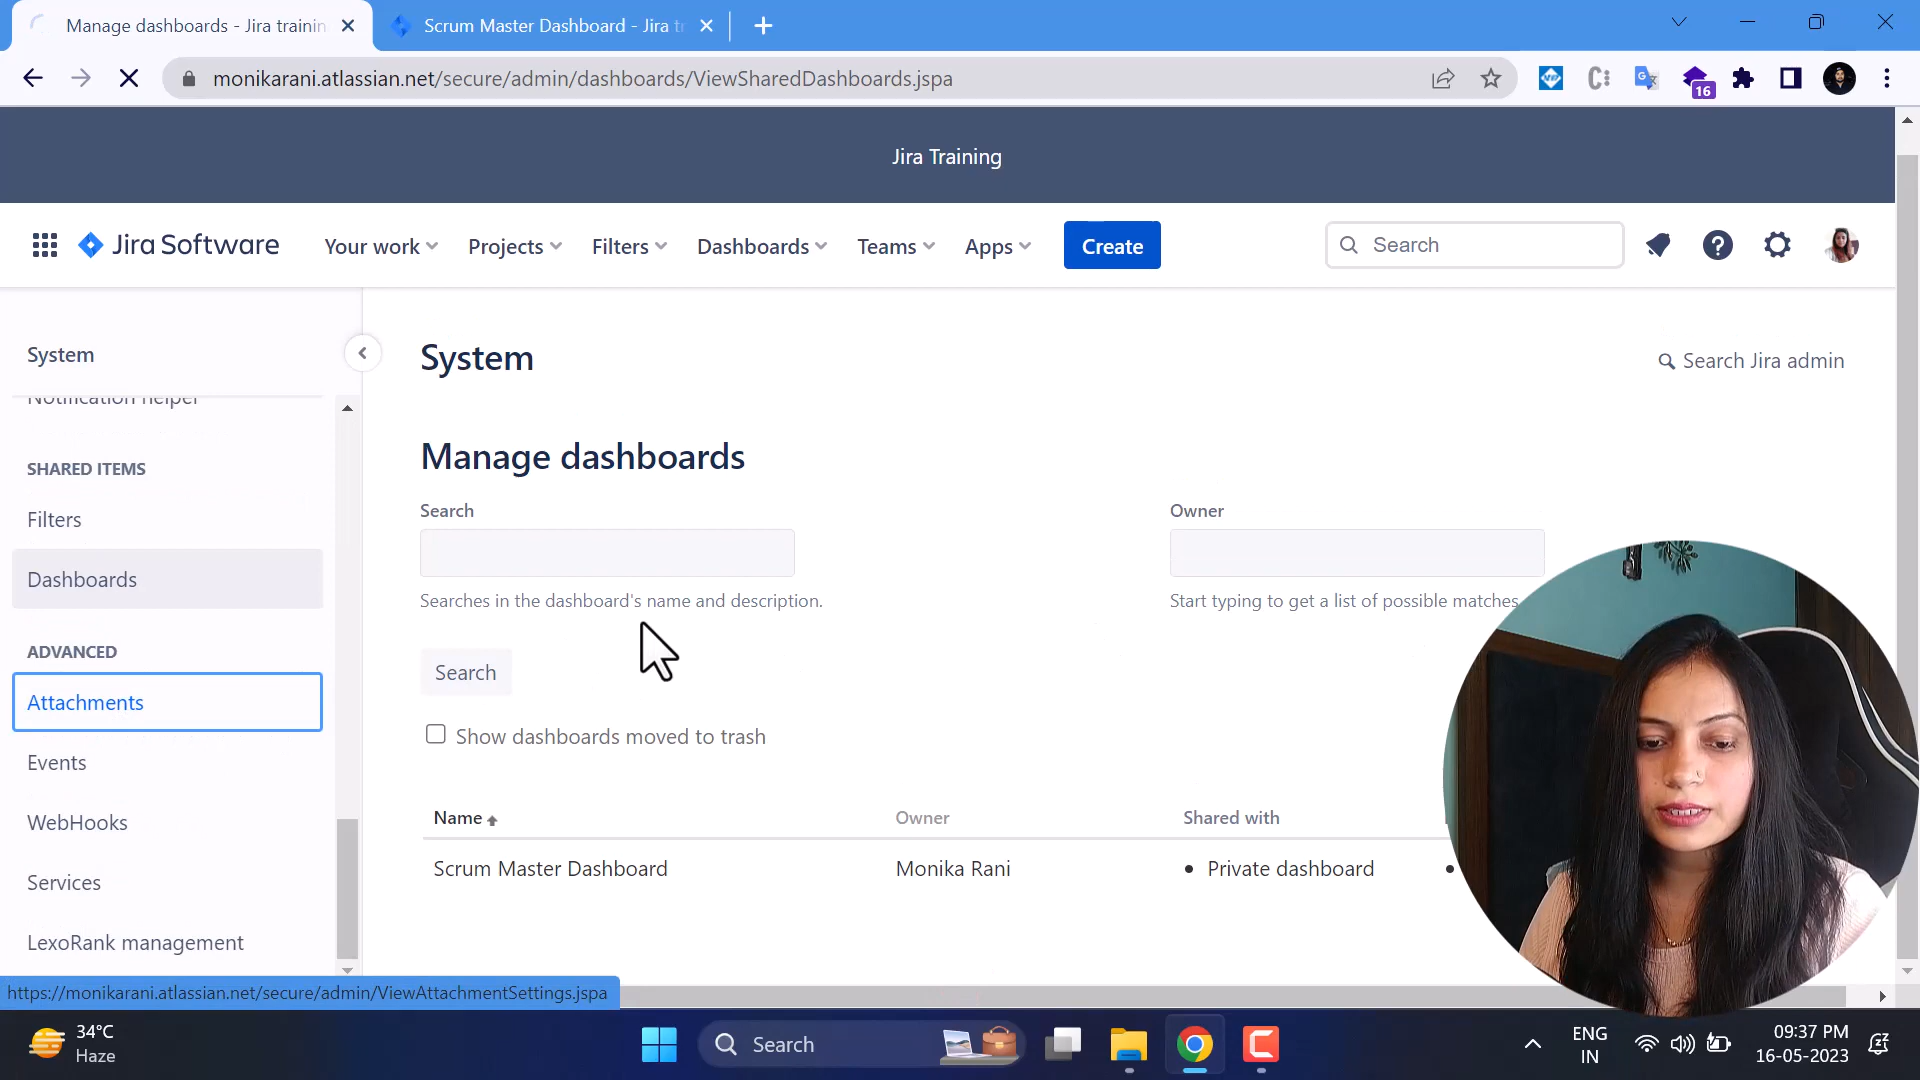 Manage dashboards - Jira trainin
Scrum Master Dashboard - Jira tr
monikarani.atlassian.net/secure/admin/dashboards/ViewSharedDashboards.jspa
16
Jira Training
Jira Software
Your work
Projects
Filters
Dashboards
Teams
Apps
Create
Search
System
Notification helper
SHARED ITEMS
Filters
Dashboards
ADVANCED
Attachments
Events
WebHooks
Services
LexoRank management
System
Search Jira admin
Manage dashboards
Search
Owner
Searches in the dashboard's name and description.
Start typing to get a list of possible matches
Search
Show dashboards moved to trash
Name
Owner
Shared with
Scrum Master Dashboard
Monika Rani
• Private dashboard
https://monikarani.atlassian.net/secure/admin/ViewAttachmentSettings.jspa
34°C
Haze
Search
ENG
IN
09:37 PM
16-05-2023